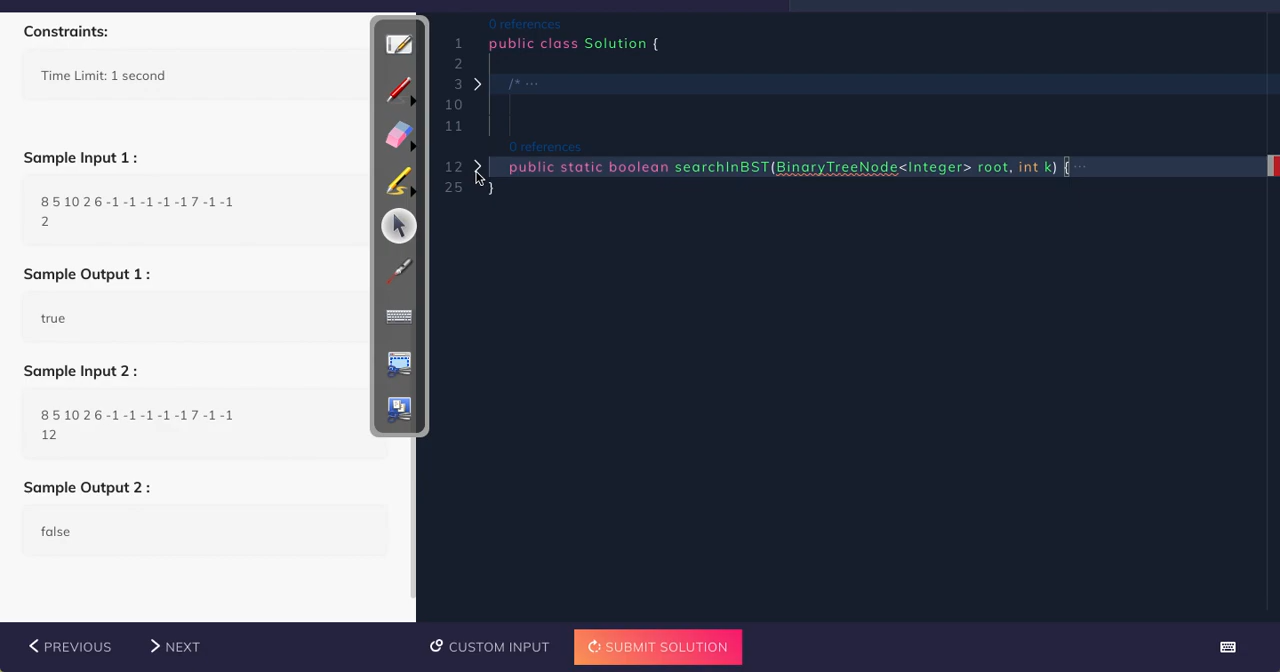 Constraints:
Time Limit: 1 second
Sample Input 1 :
8 5 10 2 6 -1 -1 -1 -1 -1 7 -1 -1
2
Sample Output 1 :
true
Sample Input 2 :
8 5 10 2 6 -1 -1 -1 -1 -1 7 -1 -1
12
Sample Output 2 :
false
0 references
1 public class Solution {
2
3 /* ···
10
11
0 references
12 public static boolean searchInBST(BinaryTreeNode<Integer> root, int k) { ···
25 }
PREVIOUS
NEXT
CUSTOM INPUT
SUBMIT SOLUTION